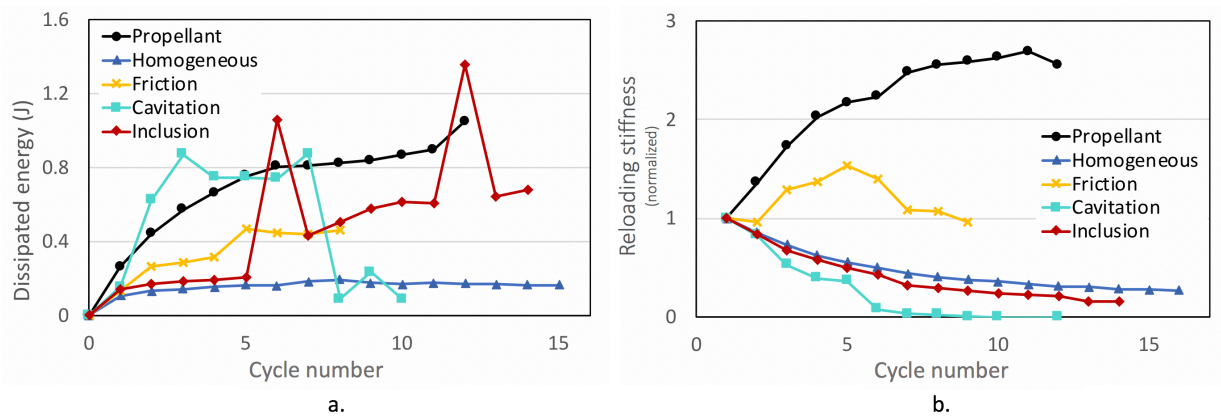 Dissipated energy (J)
1.6
1.2
0.8
0.4
0
Propellant
Homogeneous
Friction
Cavitation
Inclusion
0
5
10
15
Cycle number
a.
Reloading stiffness
(normalized)
3
2
1
0
Propellant
Homogeneous
Friction
Cavitation
Inclusion
0
5
10
15
Cycle number
b.